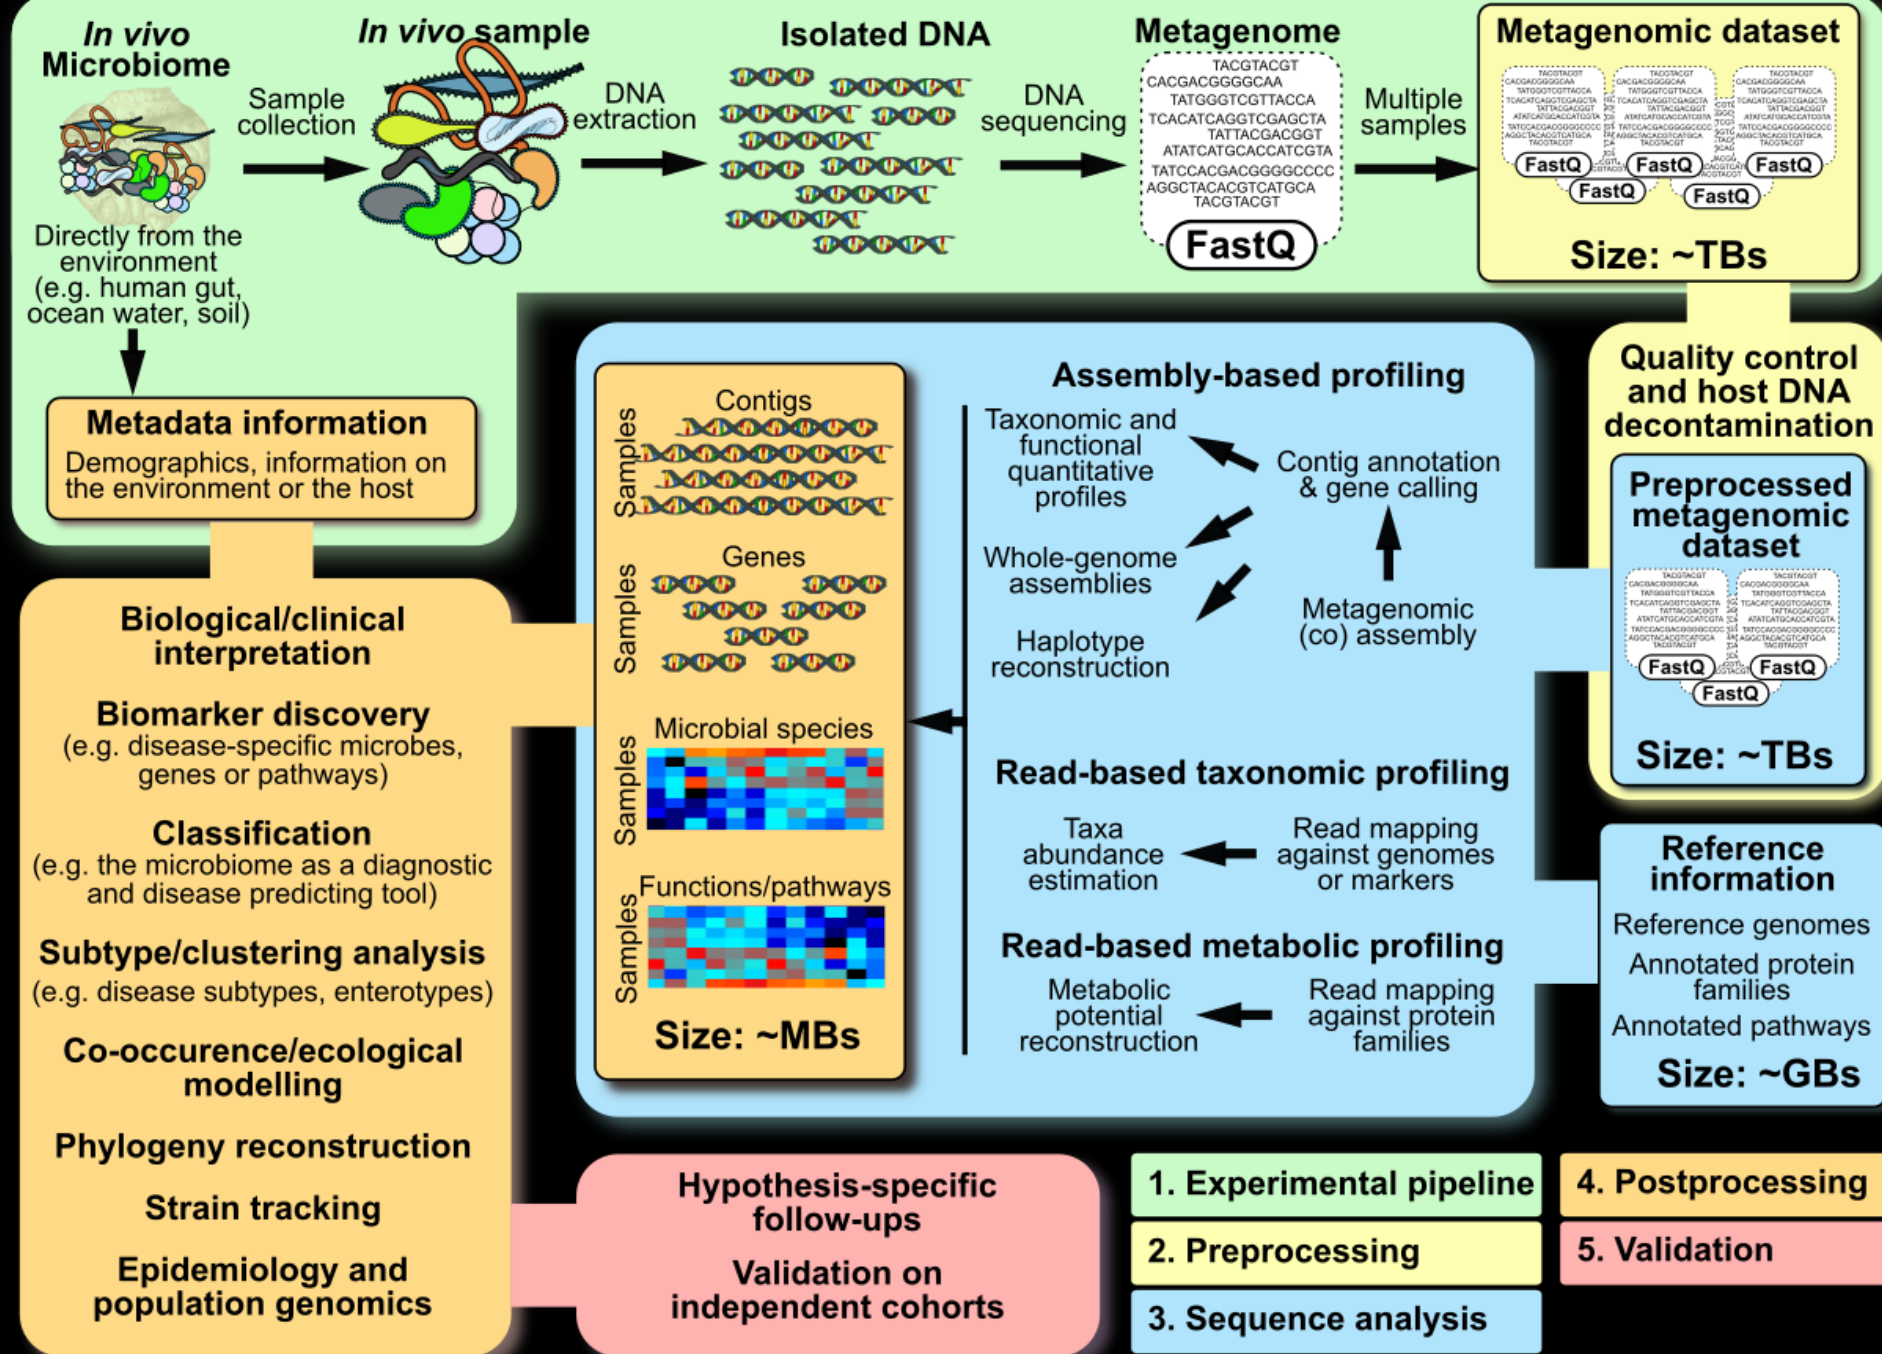 In vivo
Microbiome
Directly from the
environment
(e.g. human gut,
ocean water, soil)
Sample
collection
In vivo sample
DNA
extraction
Isolated DNA
DNA
sequencing
Metagenome
TACGTACGT
CACGACGGGGCAA
TATGGGTCGTTACCA
TCACATCAGGTCGAGCTA
TATTACGACGGT
ATATCATGCACCATCGTA
TATCCACGACGGGGCCCC
AGGCTACACGTCATGCA
TACGTACGT
FastQ
Multiple
samples
Metagenomic dataset
FastQ
FastQ
FastQ
FastQ
FastQ
Size: ~TBs
Metadata information
Demographics, information on
the environment or the host
Quality control
and host DNA
decontamination
Preprocessed
metagenomic
dataset
FastQ
FastQ
FastQ
Size: ~TBs
Reference
information
Reference genomes
Annotated protein
families
Annotated pathways
Size: ~GBs
Assembly-based profiling
Taxonomic and
functional
quantitative
profiles
Contig annotation
& gene calling
Whole-genome
assemblies
Haplotype
reconstruction
Metagenomic
(co) assembly
Read-based taxonomic profiling
Taxa
abundance
estimation
Read mapping
against genomes
or markers
Read-based metabolic profiling
Metabolic
potential
reconstruction
Read mapping
against protein
families
Contigs
Samples
Genes
Samples
Microbial species
Samples
Functions/pathways
Samples
Size: ~MBs
Biological/clinical
interpretation
Biomarker discovery
(e.g. disease-specific microbes,
genes or pathways)
Classification
(e.g. the microbiome as a diagnostic
and disease predicting tool)
Subtype/clustering analysis
(e.g. disease subtypes, enterotypes)
Co-occurence/ecological
modelling
Phylogeny reconstruction
Strain tracking
Epidemiology and
population genomics
Hypothesis-specific
follow-ups
Validation on
independent cohorts
1. Experimental pipeline
2. Preprocessing
3. Sequence analysis
4. Postprocessing
5. Validation